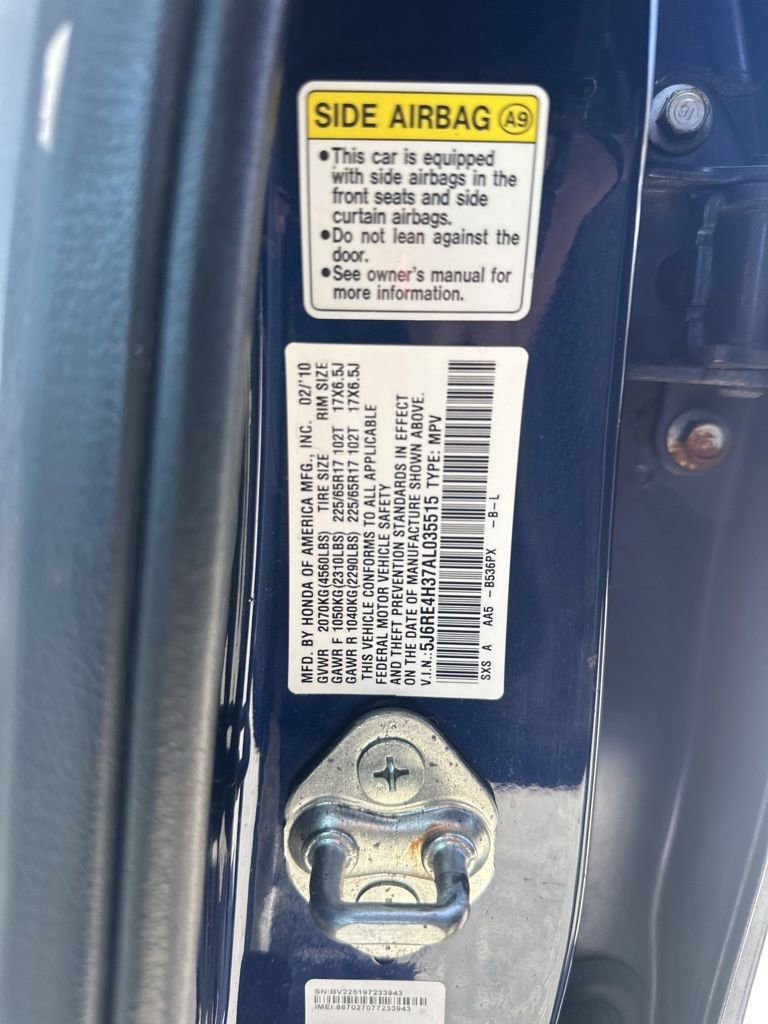 SIDE AIRBAG A9
•This car is equipped
with side airbags in the
front seats and side
curtain airbags.
•Do not lean against the
door.
•See owner's manual for
more information.
MFD. BY HONDA OF AMERICA MFG., INC. 02/'10
GVWR 2070KG(4560LBS) TIRE SIZE RIM SIZE
GAWR F 1050KG(2310LBS) 225/65R17 102T 17X6.5J
GAWR R 1040KG(2290LBS) 225/65R17 102T 17X6.5J
THIS VEHICLE CONFORMS TO ALL APPLICABLE
FEDERAL MOTOR VEHICLE SAFETY
AND THEFT PREVENTION STANDARDS IN EFFECT
ON THE DATE OF MANUFACTURE SHOWN ABOVE.
V.I.N.:5J6RE4H37AL035515 TYPE: MPV
SXS A AA5 -B536PX -B-L
SN:BV225197233943
IMEI:867027077233943